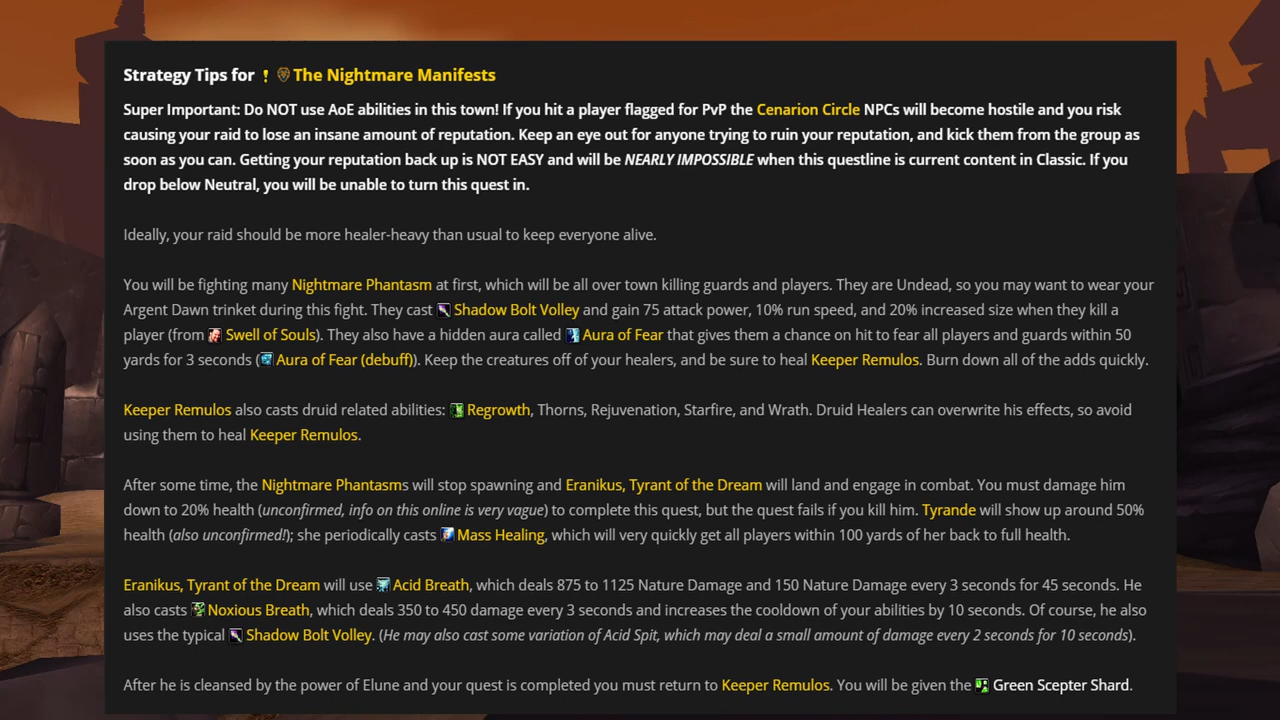 Strategy Tips for ! The Nightmare Manifests
Super Important: Do NOT use AoE abilities in this town! If you hit a player flagged for PvP the Cenarion Circle NPCs will become hostile and you risk
causing your raid to lose an insane amount of reputation. Keep an eye out for anyone trying to ruin your reputation, and kick them from the group as
soon as you can. Getting your reputation back up is NOT EASY and will be NEARLY IMPOSSIBLE when this questline is current content in Classic. If you
drop below Neutral, you will be unable to turn this quest in.
Ideally, your raid should be more healer-heavy than usual to keep everyone alive.
You will be fighting many Nightmare Phantasm at first, which will be all over town killing guards and players. They are Undead, so you may want to wear your
Argent Dawn trinket during this fight. They cast Shadow Bolt Volley and gain 75 attack power, 10% run speed, and 20% increased size when they kill a
player (from Swell of Souls). They also have a hidden aura called Aura of Fear that gives them a chance on hit to fear all players and guards within 50
yards for 3 seconds (Aura of Fear (debuff)). Keep the creatures off of your healers, and be sure to heal Keeper Remulos. Burn down all of the adds quickly.
Keeper Remulos also casts druid related abilities: Regrowth, Thorns, Rejuvenation, Starfire, and Wrath. Druid Healers can overwrite his effects, so avoid
using them to heal Keeper Remulos.
After some time, the Nightmare Phantasms will stop spawning and Eranikus, Tyrant of the Dream will land and engage in combat. You must damage him
down to 20% health (unconfirmed, info on this online is very vague) to complete this quest, but the quest fails if you kill him. Tyrande will show up around 50%
health (also unconfirmed!); she periodically casts Mass Healing, which will very quickly get all players within 100 yards of her back to full health.
Eranikus, Tyrant of the Dream will use Acid Breath, which deals 875 to 1125 Nature Damage and 150 Nature Damage every 3 seconds for 45 seconds. He
also casts Noxious Breath, which deals 350 to 450 damage every 3 seconds and increases the cooldown of your abilities by 10 seconds. Of course, he also
uses the typical Shadow Bolt Volley. (He may also cast some variation of Acid Spit, which may deal a small amount of damage every 2 seconds for 10 seconds).
After he is cleansed by the power of Elune and your quest is completed you must return to Keeper Remulos. You will be given the Green Scepter Shard.